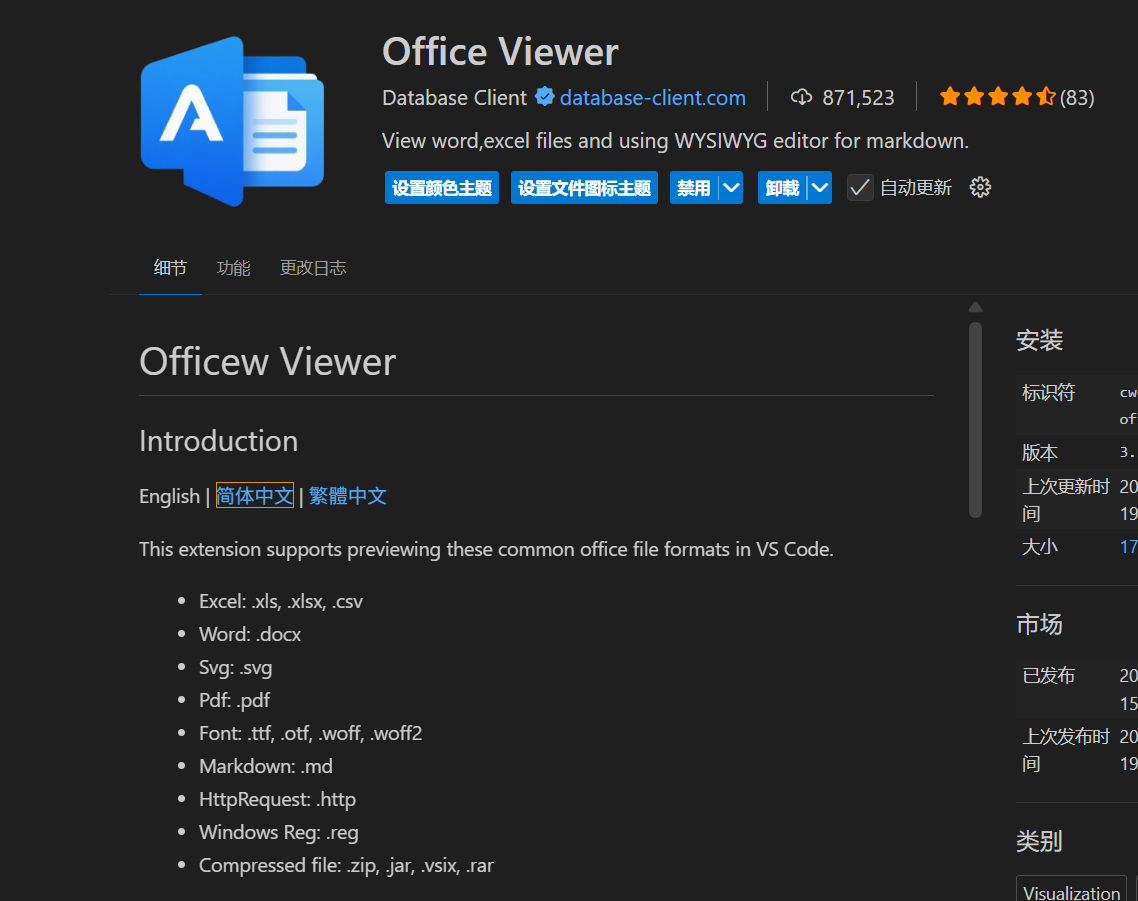 Office Viewer
Database Client database-client.com 871,523 (83)
View word,excel files and using WYSIWYG editor for markdown.
设置颜色主题 设置文件图标主题 禁用 卸载 自动更新
细节 功能 更改日志
Officew Viewer
Introduction
English | 简体中文 | 繁體中文
This extension supports previewing these common office file formats in VS Code.
Excel: .xls, .xlsx, .csv
Word: .docx
Svg: .svg
Pdf: .pdf
Font: .ttf, .otf, .woff, .woff2
Markdown: .md
HttpRequest: .http
Windows Reg: .reg
Compressed file: .zip, .jar, .vsix, .rar
安装
标识符
版本 3.
上次更新时 20
间 19
大小 17
市场
已发布 20
15
上次发布时 20
间 19
类别
Visualization